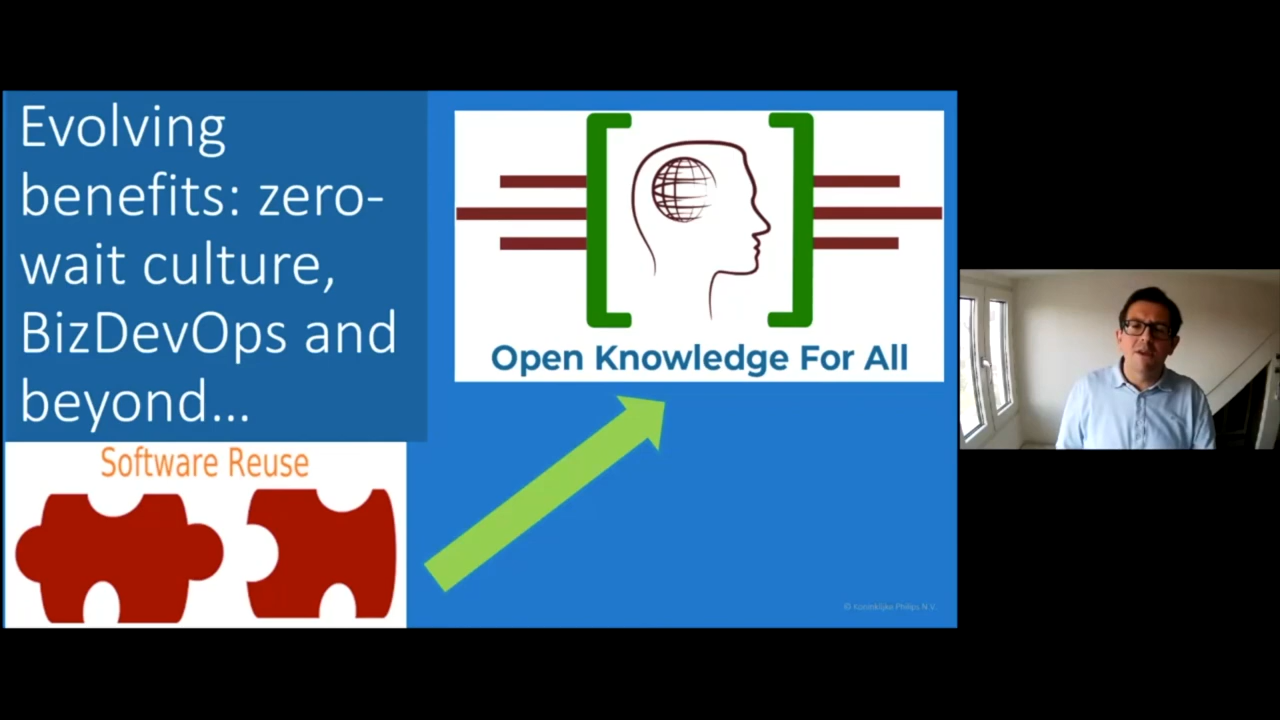 Evolving
benefits: zero-
wait culture,
BizDevOps and
beyond...
Open Knowledge For All
Software Reuse
© Koninklijke Philips N.V.